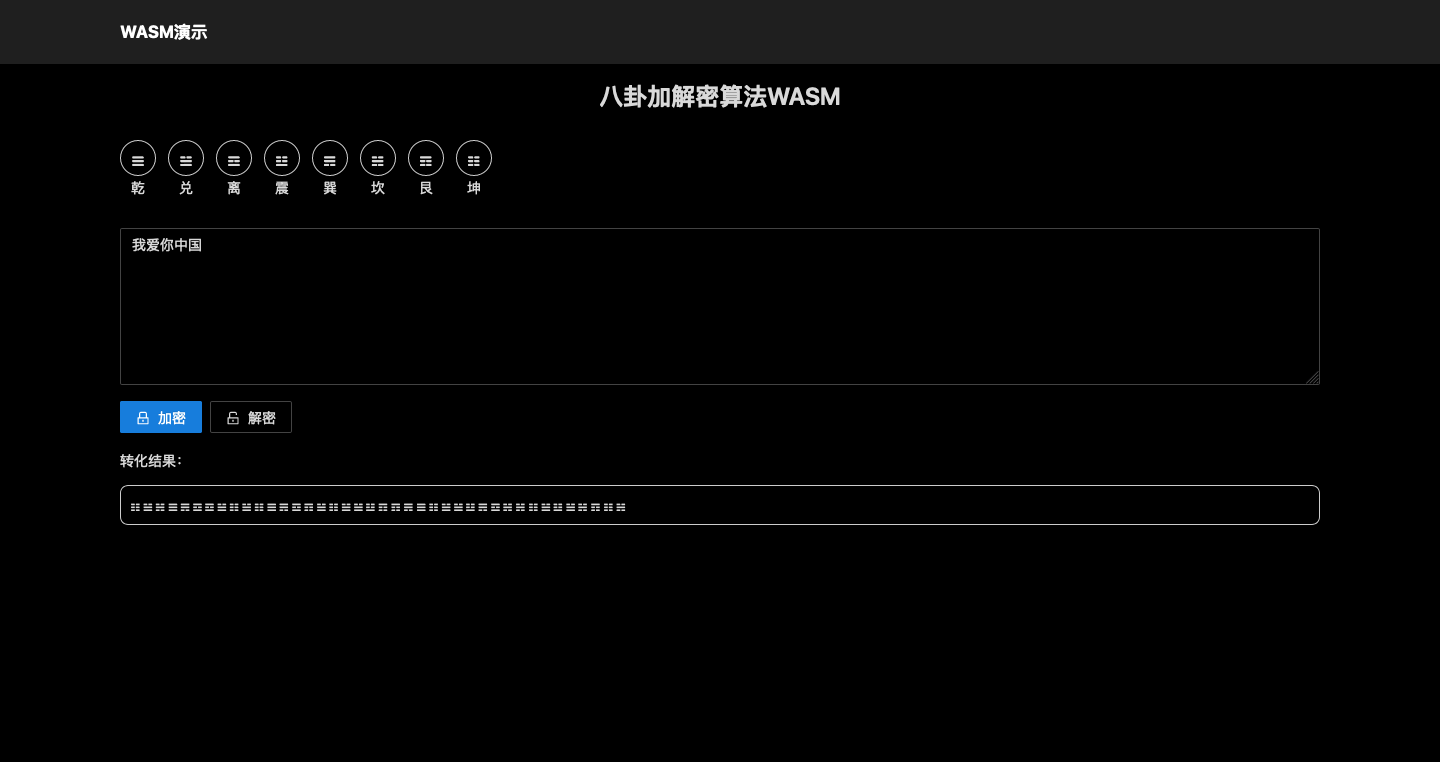 WASM演示
八卦加解密算法WASM
☰ ☱ ☲ ☳ ☴ ☵ ☶ ☷
乾 兑 离 震 巽 坎 艮 坤
我爱你中国
加密 解密
转化结果：
☷☱☵☰☴☲☲☱☷☱☷☰☴☲☶☱☷☱☱☳☶☶☴☰☷☱☱☳☴☲☵☵☷☱☳☱☵☶☷☵